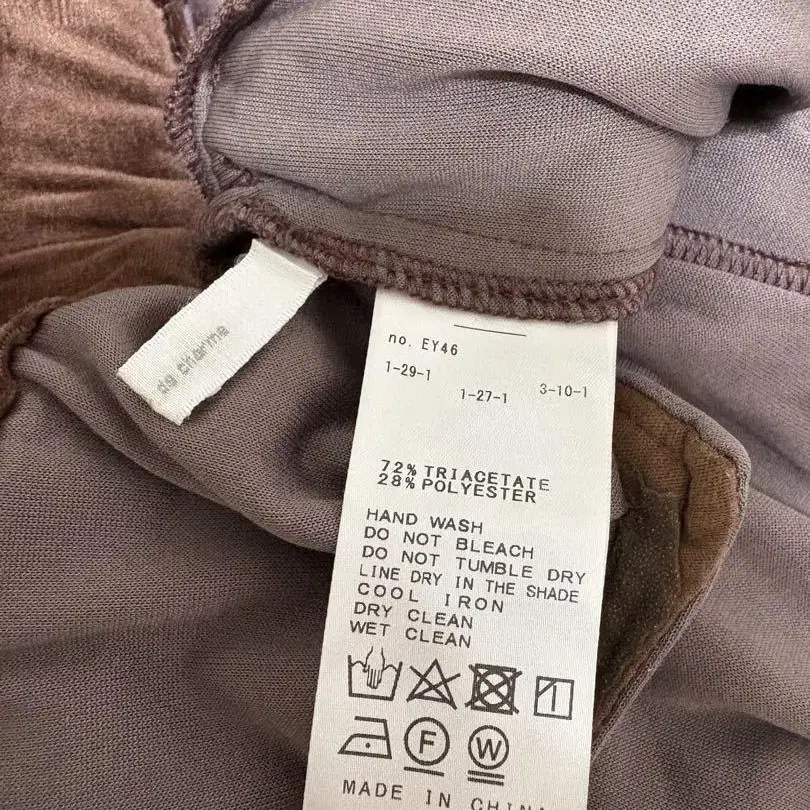 de charme
no. EY46
1-29-1
1-27-1
3-10-1
72% TRIACETATE
28% POLYESTER
HAND WASH
DO NOT BLEACH
DO NOT TUMBLE DRY
LINE DRY IN THE SHADE
COOL IRON
DRY CLEAN
WET CLEAN
F
W
MADE IN CHINA